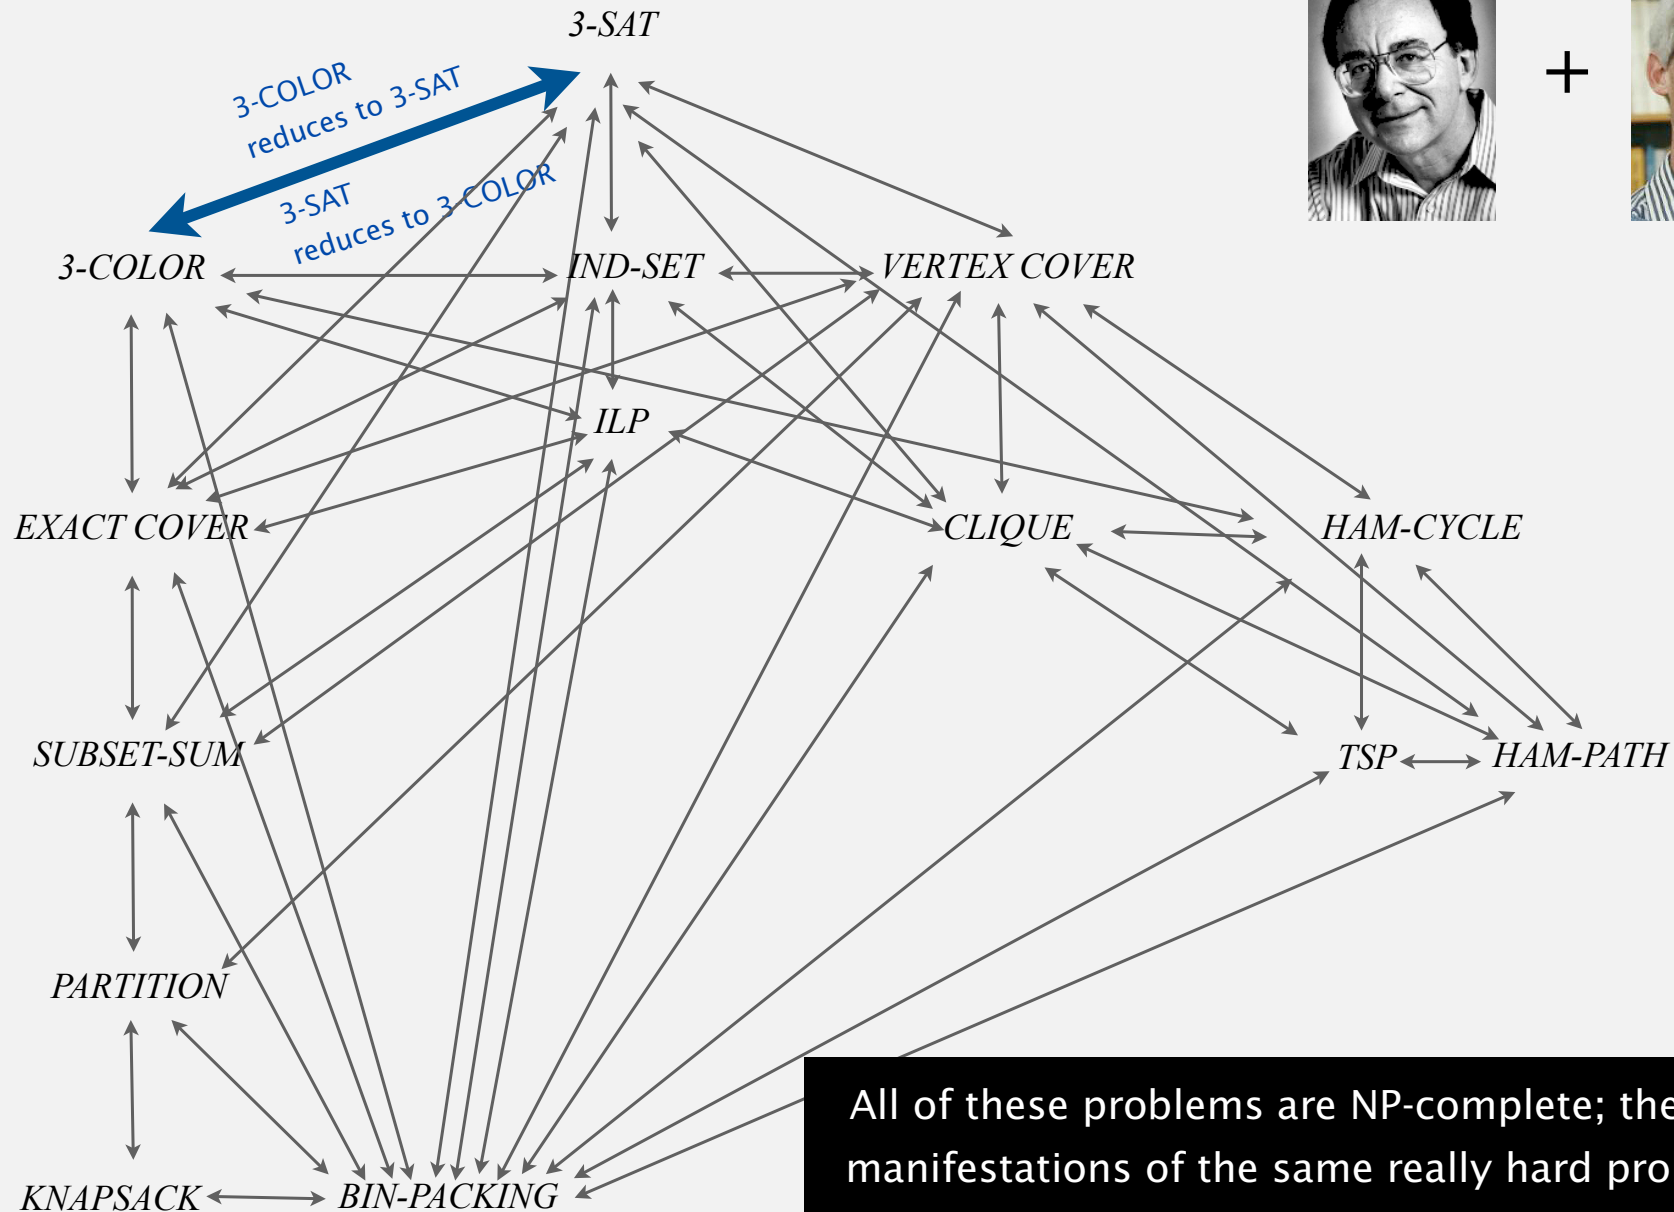 3-SAT
+
3-COLOR
reduces to 3-SAT
3-SAT
reduces to 3-COLOR
3-COLOR
IND-SET
VERTEX COVER
ILP
EXACT COVER
CLIQUE
HAM-CYCLE
SUBSET-SUM
TSP
HAM-PATH
PARTITION
All of these problems are NP-complete; the
manifestations of the same really hard pro
KNAPSACK
BIN-PACKING